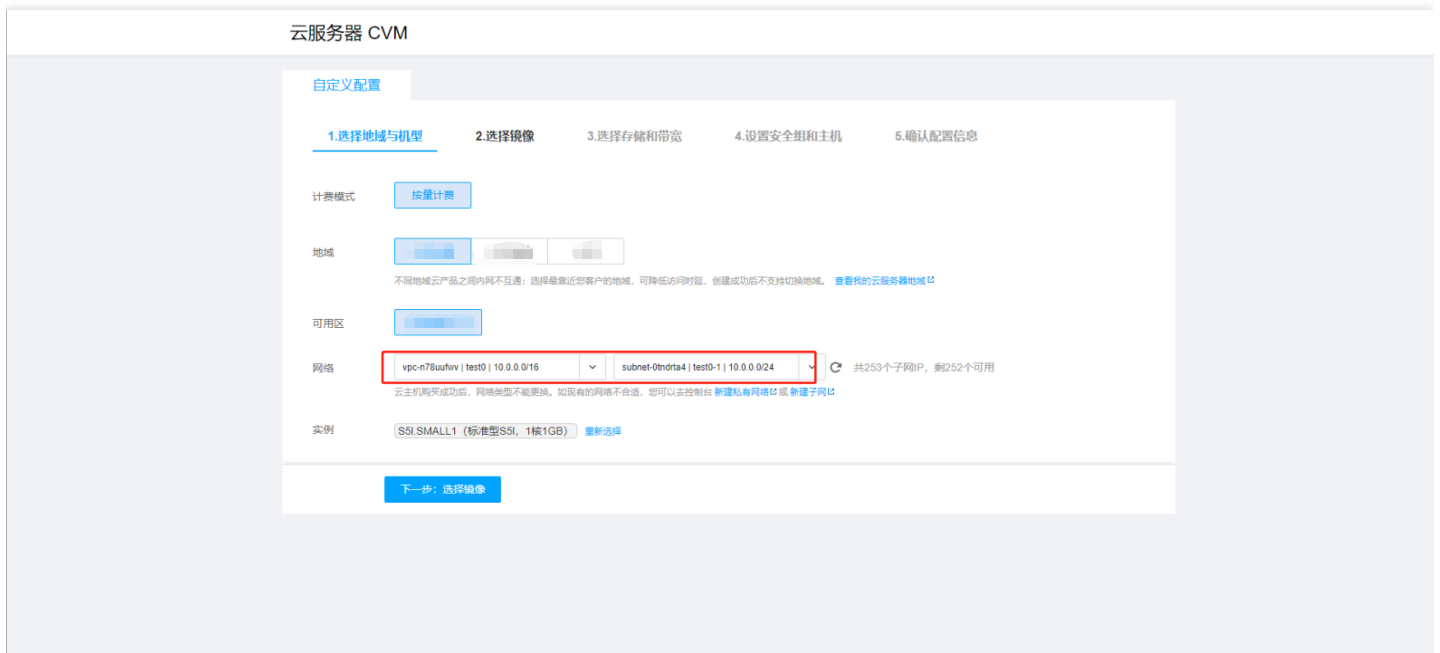 云服务器 CVM
自定义配置
1.选择地域与机型 2.选择镜像 3.选择存储和带宽 4.设置安全组和主机 5.确认配置信息
计费模式 按量计费
地域
不同地域云产品之间内网不互通；选择最靠近您客户的地域，可降低访问时延，创建成功后不支持切换地域。 查看我的云服务器地域
可用区
网络 vpc-n78uufwv | test0 | 10.0.0.0/16 subnet-0tndrta4 | test0-1 | 10.0.0.0/24 共253个子网IP，剩252个可用
云主机购买成功后，网络类型不能更换。如现有的网络不合适，您可以去控制台 新建私有网络 或 新建子网
实例 S5I.SMALL1（标准型S5I，1核1GB） 重新选择
下一步：选择镜像